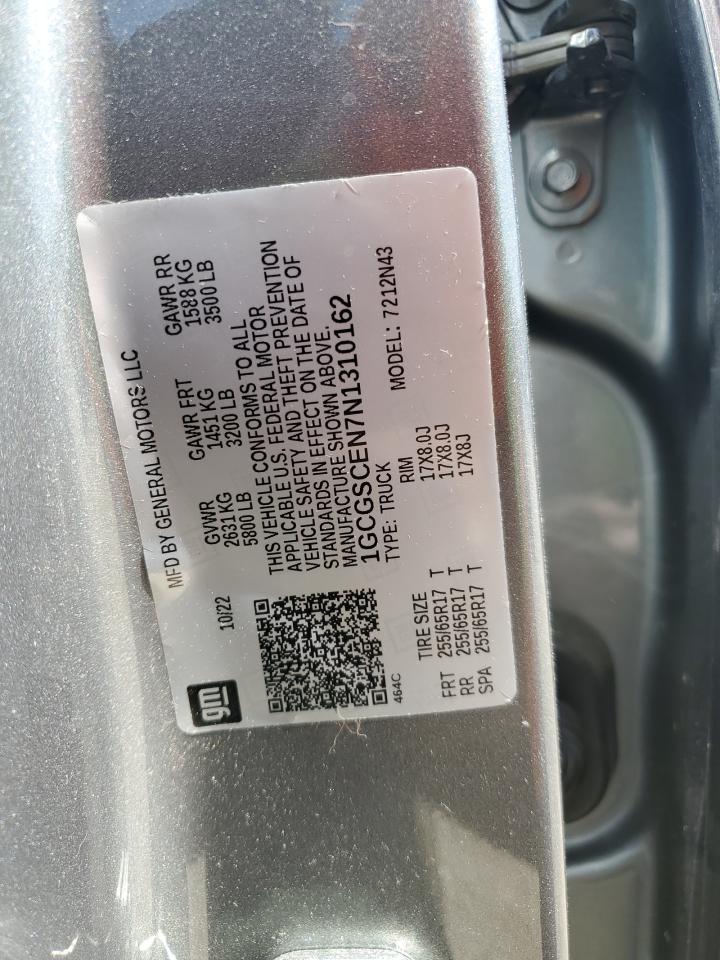 gm
10/22
MFD BY GENERAL MOTORS LLC
GVWR GAWR FRT GAWR RR
2631 KG 1451 KG 1588 KG
5800 LB 3200 LB 3500 LB
THIS VEHICLE CONFORMS TO ALL
APPLICABLE U.S. FEDERAL MOTOR
VEHICLE SAFETY AND THEFT PREVENTION
STANDARDS IN EFFECT ON THE DATE OF
MANUFACTURE SHOWN ABOVE.
1GCGSCEN7N1310162
TYPE: TRUCK MODEL: 7212N43
464C
TIRE SIZE RIM
FRT 255/65R17 T 17X8.0J
RR 255/65R17 T 17X8.0J
SPA 255/65R17 T 17X8J